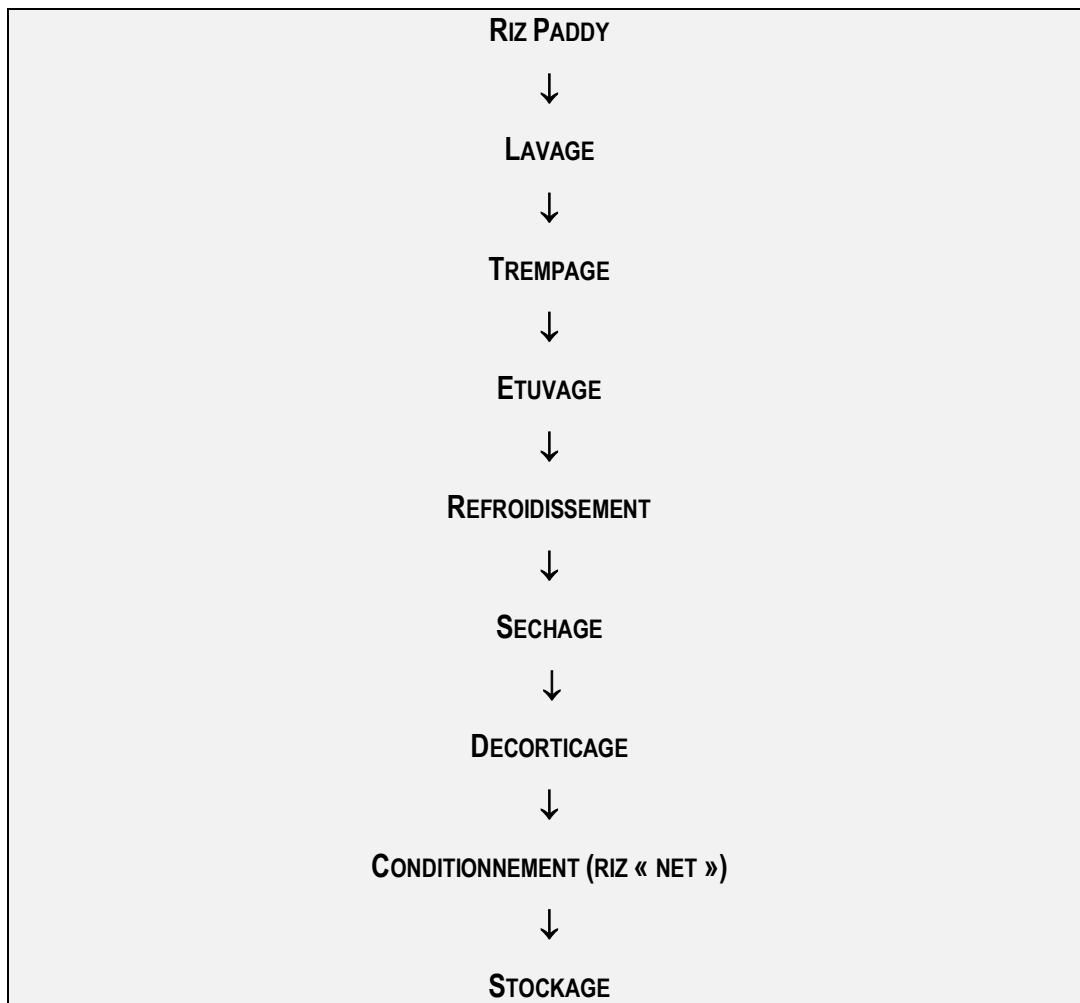 RIZ PADDY
↓
LAVAGE
↓
TREMPAGE
↓
ETUVAGE
↓
REFROIDISSEMENT
↓
SECHAGE
↓
DECORTICAGE
↓
CONDITIONNEMENT (RIZ « NET »)
↓
STOCKAGE